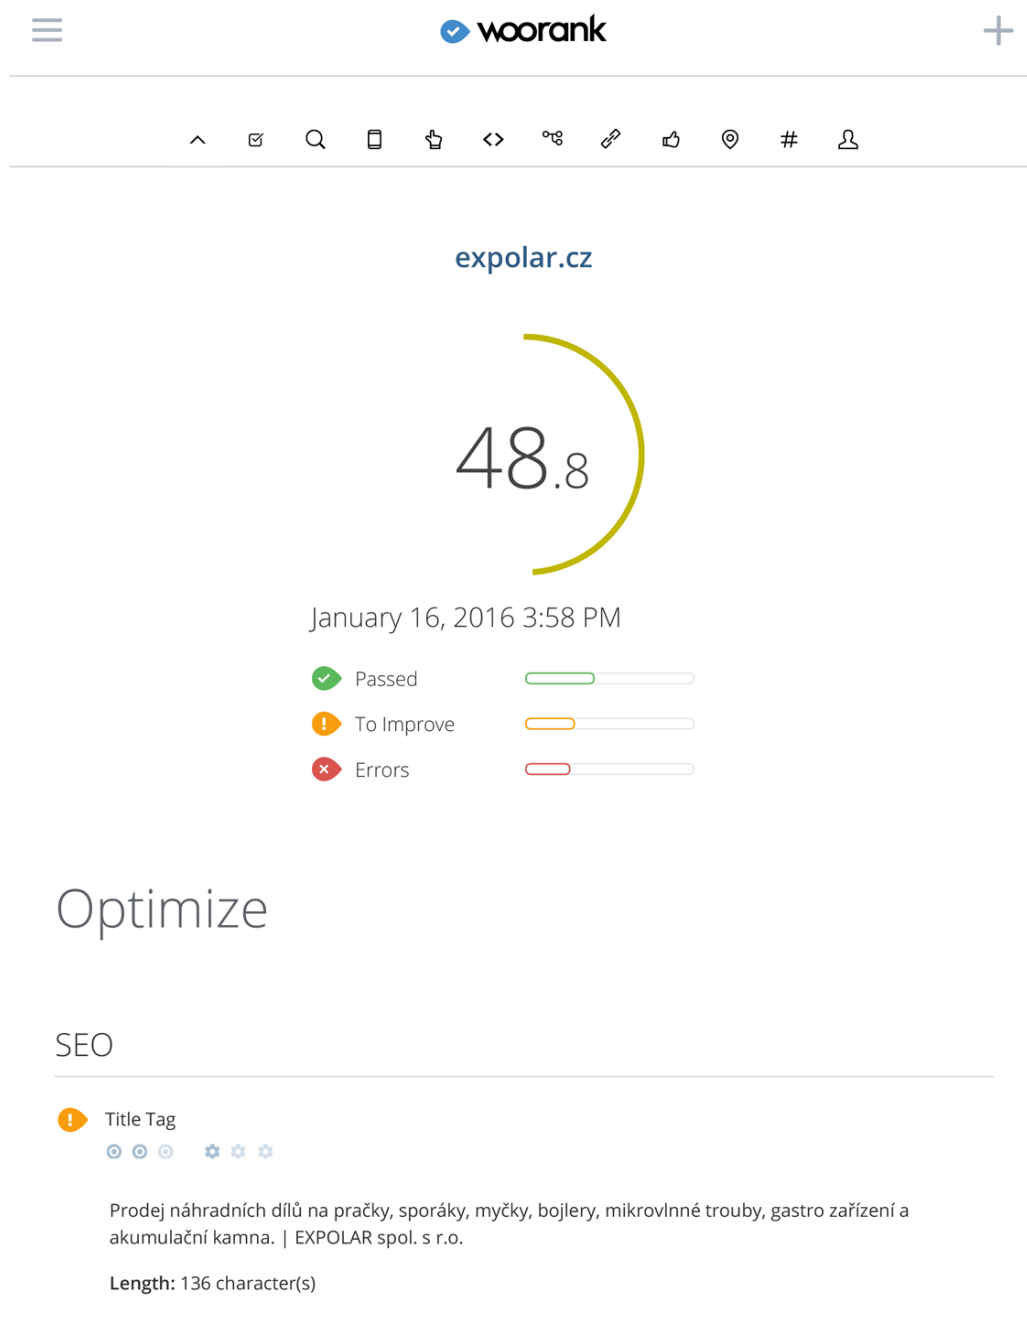 woorank
expolar.cz
48.8
January 16, 2016 3:58 PM
Passed
To Improve
Errors
Optimize
SEO
Title Tag
Prodej náhradních dílů na pračky, sporáky, myčky, bojlery, mikrovlnné trouby, gastro zařízení a
akumulační kamna. | EXPOLAR spol. s r.o.
Length: 136 character(s)